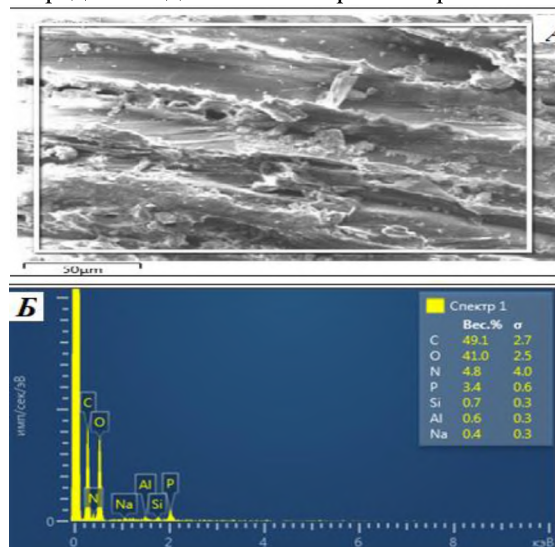 А
50µm
Б
Спектр 1
Вес.% σ
C 49.1 2.7
O 41.0 2.5
N 4.8 4.0
P 3.4 0.6
Si 0.7 0.3
Al 0.6 0.3
Na 0.4 0.3
имп/сек/эВ
C
O
N
Na
Al
Si
P
0
0 2 4 6 8 кэВ